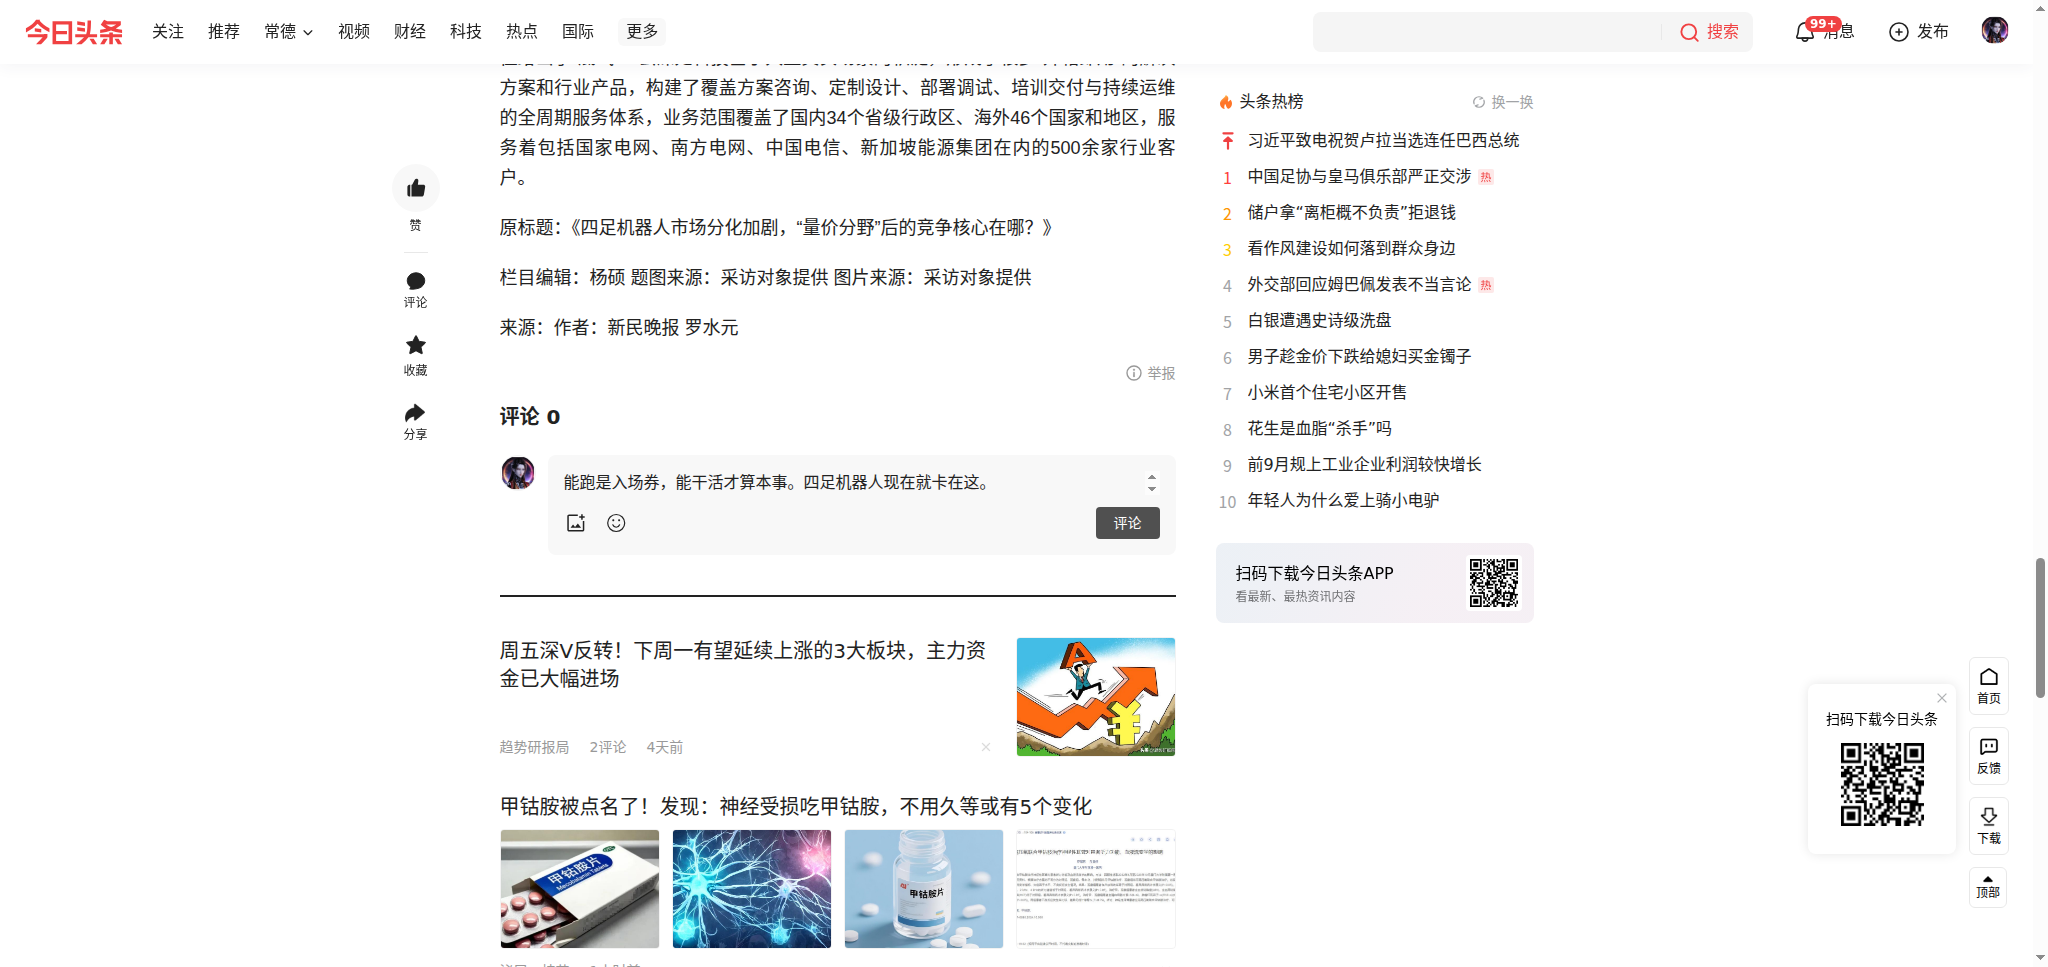 今日头条
关注 推荐 常德 视频 财经 科技 热点 国际 更多
搜索
99+
消息
发布
方案和行业产品，构建了覆盖方案咨询、定制设计、部署调试、培训交付与持续运维
的全周期服务体系，业务范围覆盖了国内34个省级行政区、海外46个国家和地区，服
务着包括国家电网、南方电网、中国电信、新加坡能源集团在内的500余家行业客
户。
原标题：《四足机器人市场分化加剧，“量价分野”后的竞争核心在哪？》
栏目编辑：杨硕 题图来源：采访对象提供 图片来源：采访对象提供
来源：作者：新民晚报 罗水元
举报
赞
评论
收藏
分享
评论 0
能跑是入场券，能干活才算本事。四足机器人现在就卡在这。
评论
周五深V反转！下周一有望延续上涨的3大板块，主力资
金已大幅进场
趋势研报局 2评论 4天前
甲钴胺被点名了！发现：神经受损吃甲钴胺，不用久等或有5个变化
甲钴胺片
Mecobalamin Tablets
甲钴胺片
头条热榜
换一换
习近平致电祝贺卢拉当选连任巴西总统
1 中国足协与皇马俱乐部严正交涉 热
2 储户拿“离柜概不负责”拒退钱
3 看作风建设如何落到群众身边
4 外交部回应姆巴佩发表不当言论 热
5 白银遭遇史诗级洗盘
6 男子趁金价下跌给媳妇买金镯子
7 小米首个住宅小区开售
8 花生是血脂“杀手”吗
9 前9月规上工业企业利润较快增长
10 年轻人为什么爱上骑小电驴
扫码下载今日头条APP
看最新、最热资讯内容
扫码下载今日头条
首页
反馈
下载
顶部